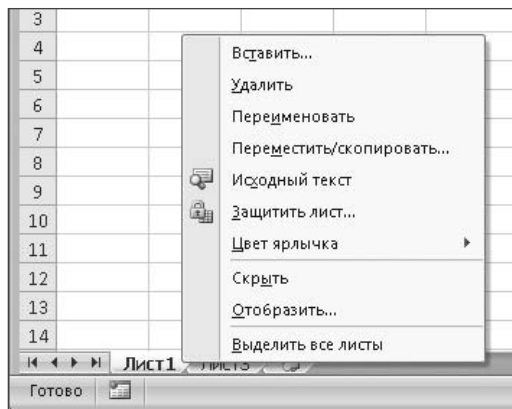 3
4
Вставить...
5
Удалить
6
Переименовать
7
Переместить/скопировать...
8
Исходный текст
9
Защитить лист...
10
Цвет ярлычка
11
12
Скрыть
13
Отобразить...
14
Выделить все листы
Лист1 Лист3
Готово